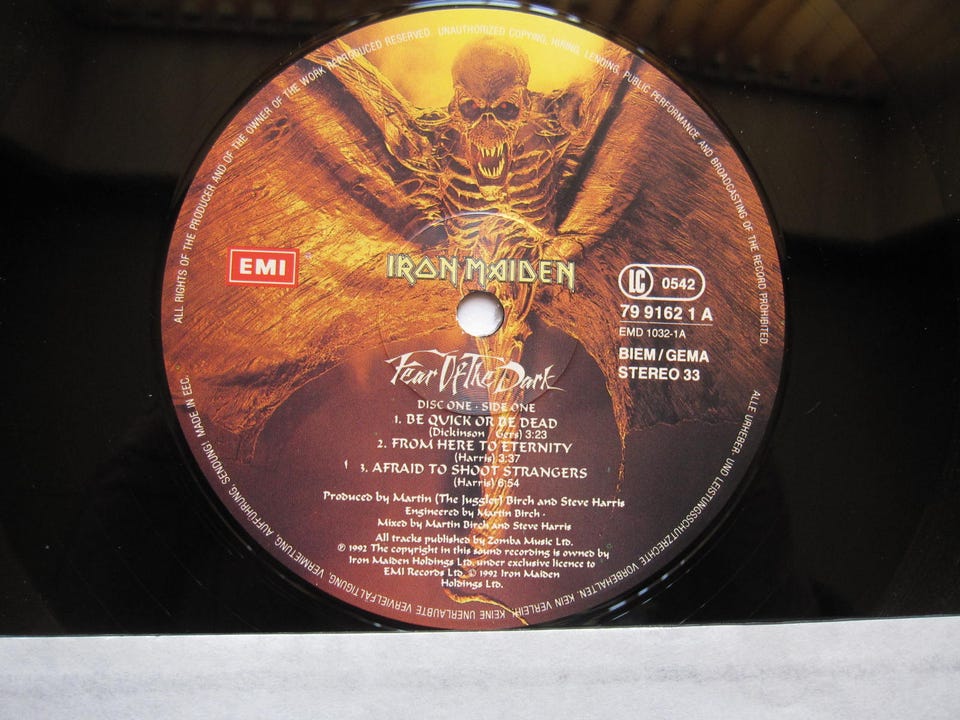 ALL RIGHTS OF THE PRODUCER AND OF THE OWNER OF THE WORK REPRODUCED RESERVED. UNAUTHORIZED COPYING, HIRING, LENDING, PUBLIC PERFORMANCE AND BROADCASTING OF THE RECORD PROHIBITED
EMI
IRON MAIDEN
LC 0542
79 9162 1 A
EMD 1032-1A
BIEM / GEMA
STEREO 33
Fear Of The Dark
DISC ONE · SIDE ONE
1. BE QUICK OR BE DEAD
(Dickinson Gers) 3:23
2. FROM HERE TO ETERNITY
(Harris) 3:37
3. AFRAID TO SHOOT STRANGERS
(Harris) 6:54
Produced by Martin (The Juggler) Birch and Steve Harris
Engineered by Martin Birch ·
Mixed by Martin Birch and Steve Harris
All tracks published by Zomba Music Ltd.
℗ 1992 The copyright in this sound recording is owned by
Iron Maiden Holdings Ltd. under exclusive licence to
EMI Records Ltd. © 1992 Iron Maiden
Holdings Ltd.
ALLE URHEBER- UND LEISTUNGSSCHUTZRECHTE VORBEHALTEN. KEIN VERLEIH! KEINE UNERLAUBTE VERVIELFÄLTIGUNG, VERMIETUNG, AUFFÜHRUNG, SENDUNG! MADE IN EEC.